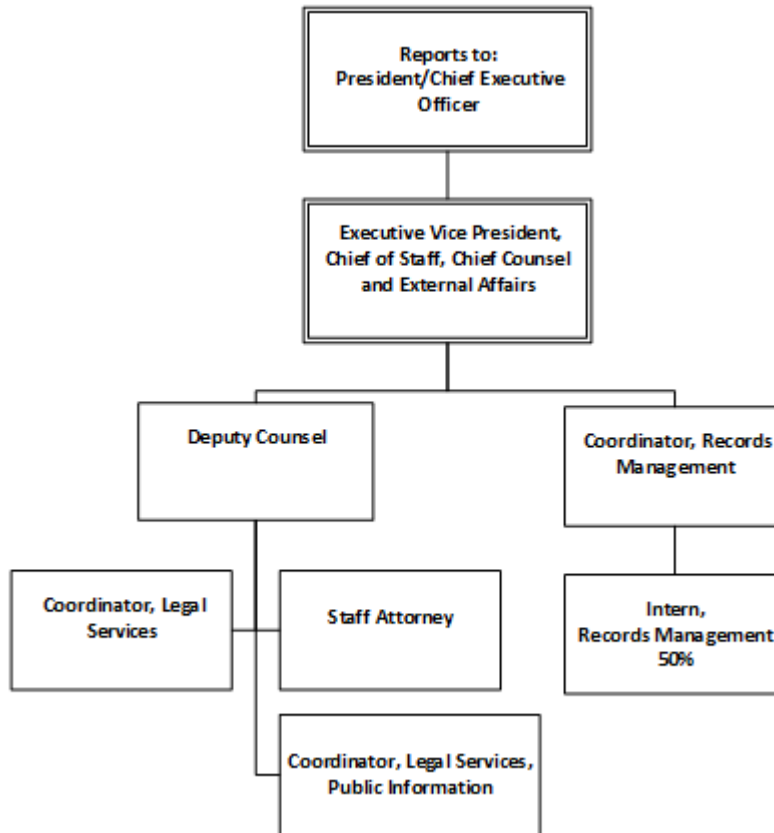 Reports to:
President/Chief Executive
Officer
Executive Vice President,
Chief of Staff, Chief Counsel
and External Affairs
Deputy Counsel
Coordinator, Records
Management
Coordinator, Legal
Services
Staff Attorney
Intern,
Records Management
50%
Coordinator, Legal Services,
Public Information